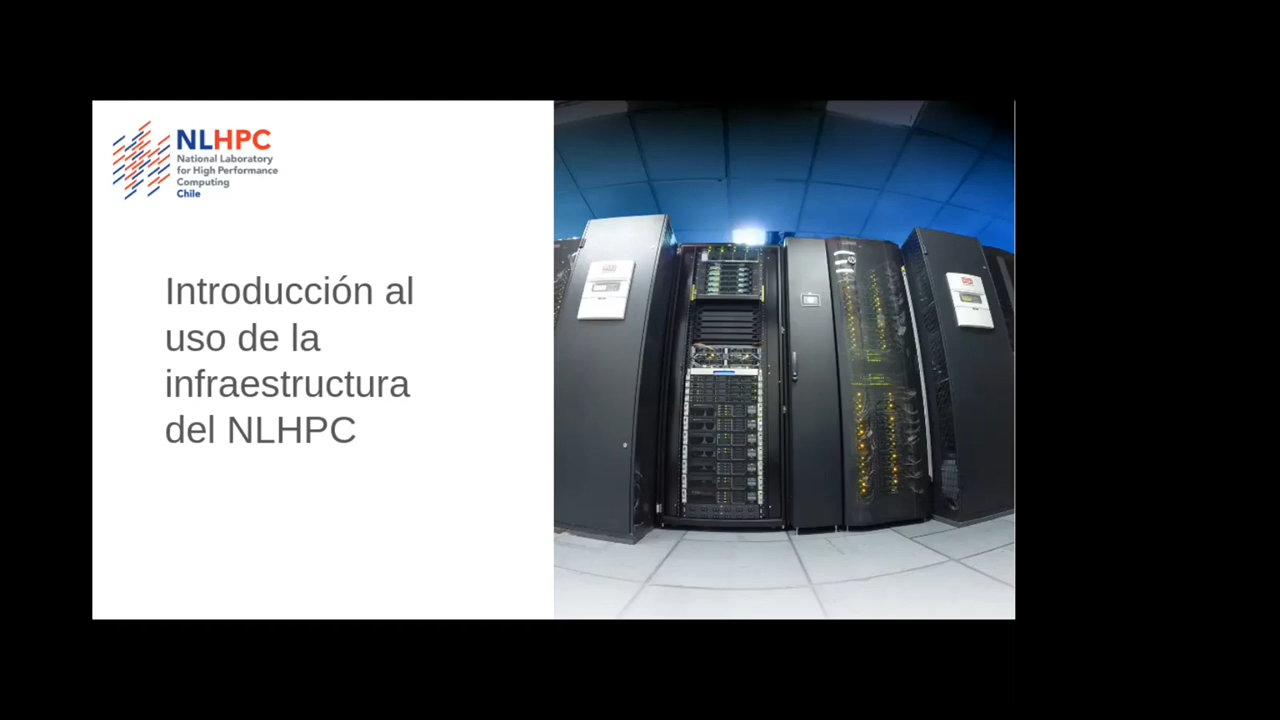 NLHPC
National Laboratory
for High Performance
Computing
Chile
Introducción al
uso de la
infraestructura
del NLHPC